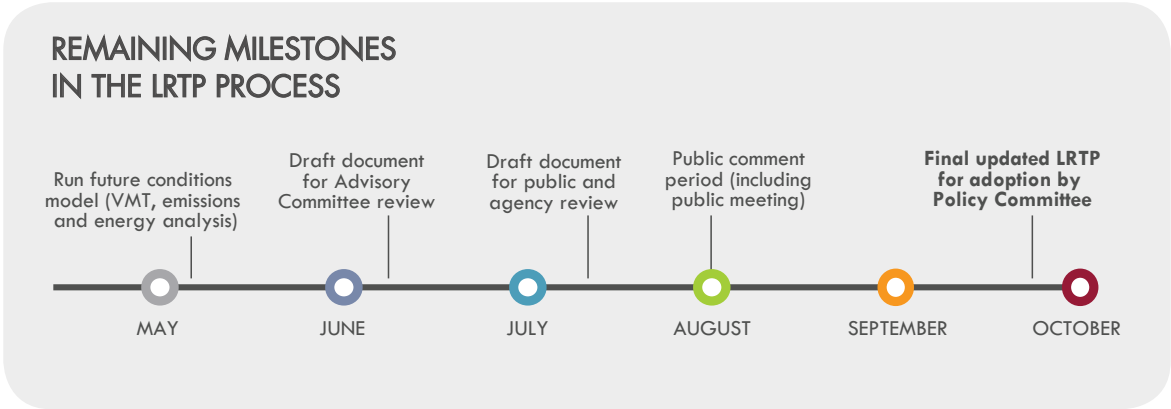 REMAINING MILESTONES
IN THE LRTP PROCESS
Run future conditions
model (VMT, emissions
and energy analysis)
Draft document
for Advisory
Committee review
Draft document
for public and
agency review
Public comment
period (including
public meeting)
Final updated LRTP
for adoption by
Policy Committee
MAY
JUNE
JULY
AUGUST
SEPTEMBER
OCTOBER